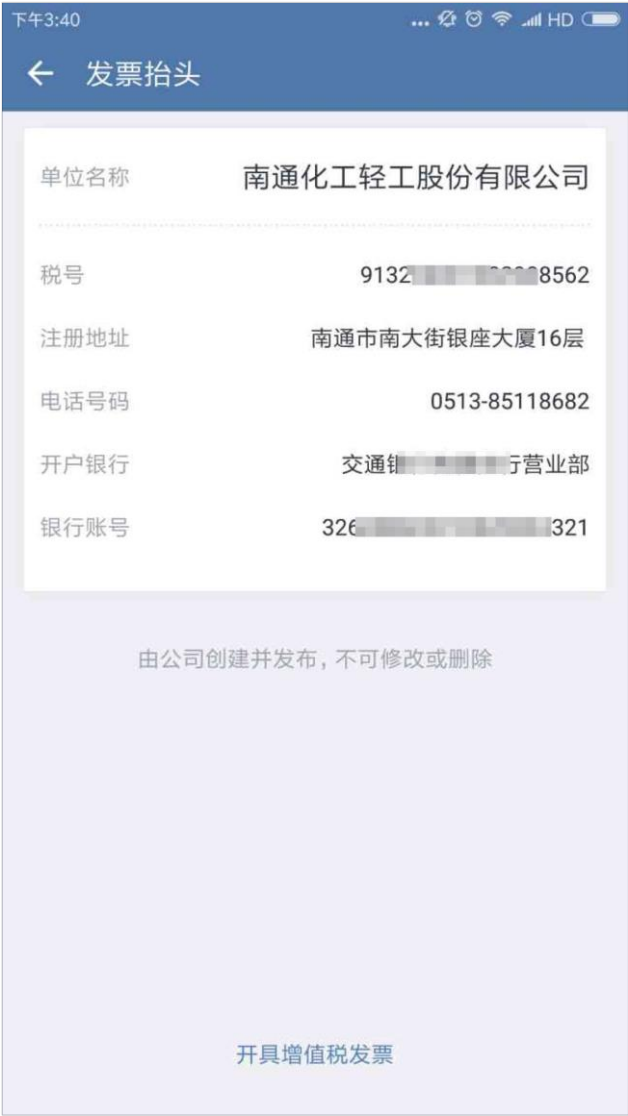 下午3:40
... HD
发票抬头
单位名称 南通化工轻工股份有限公司
税号 9132 8562
注册地址 南通市南大街银座大厦16层
电话号码 0513-85118682
开户银行 交通 营业部
银行账号 326 321
由公司创建并发布，不可修改或删除
开具增值税发票